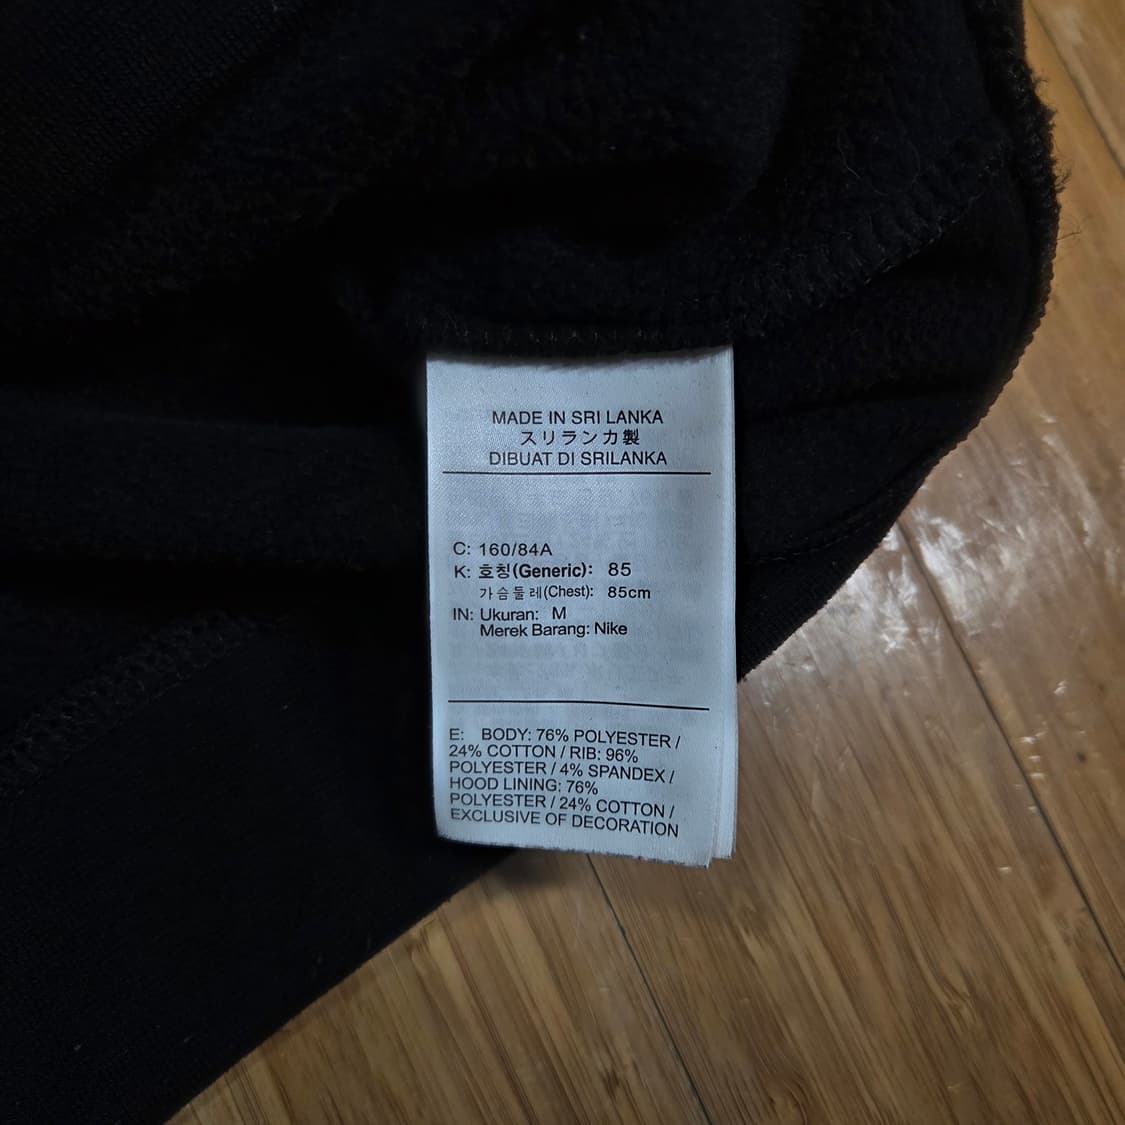 MADE IN SRI LANKA
スリランカ製
DIBUAT DI SRILANKA
C: 160/84A
K: 호칭(Generic): 85
가슴둘레(Chest): 85cm
IN: Ukuran: M
Merek Barang: Nike
E: BODY: 76% POLYESTER /
24% COTTON / RIB: 96%
POLYESTER / 4% SPANDEX /
HOOD LINING: 76%
POLYESTER / 24% COTTON /
EXCLUSIVE OF DECORATION